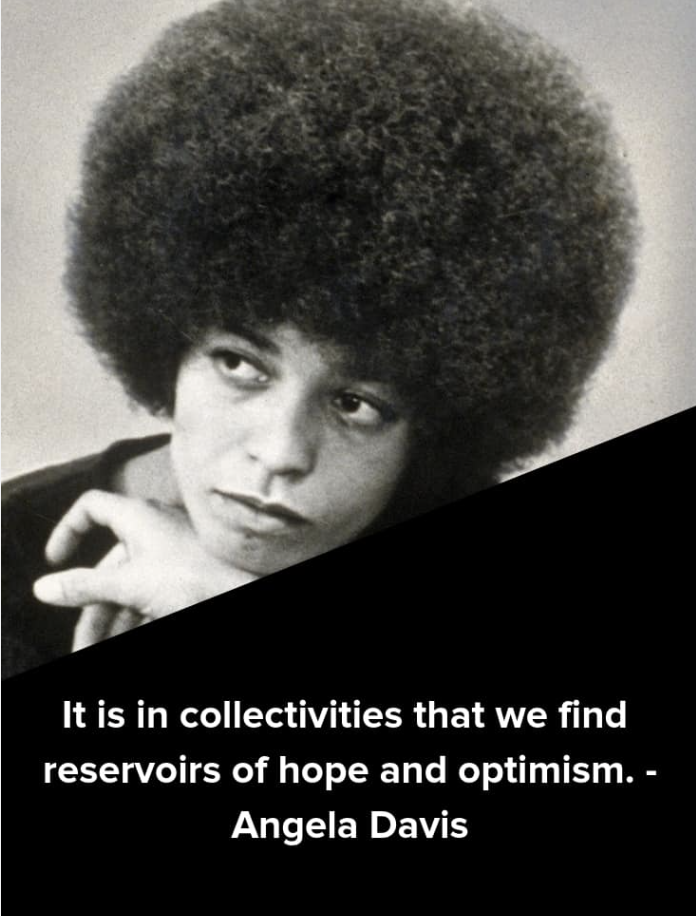 It is in collectivities that we find
reservoirs of hope and optimism. -
Angela Davis